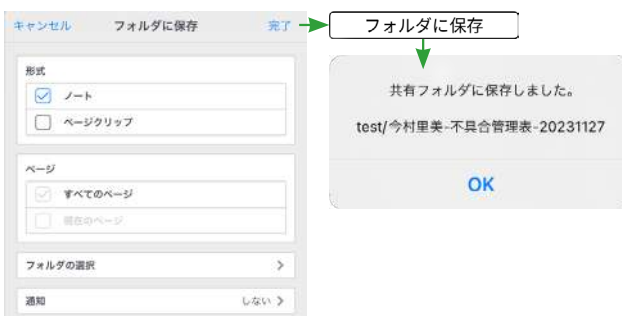 キャンセル フォルダに保存 完了
形式
ノート
ページクリップ
ページ
すべてのページ
現在のページ
フォルダの選択
通知 しない
フォルダに保存
共有フォルダに保存しました。
test/今村里美-不具合管理表-20231127
OK